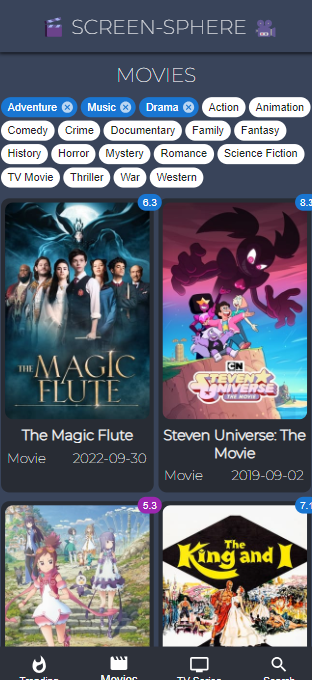 SCREEN-SPHERE
MOVIES
Adventure Music Drama Action Animation
Comedy Crime Documentary Family Fantasy
History Horror Mystery Romance Science Fiction
TV Movie Thriller War Western
6.3
8.3
THE MAGIC
FLUTE
CN
CARTOON NETWORK
STEVEN
UNIVERSE
THE MOVIE
The Magic Flute
Movie 2022-09-30
Steven Universe: The
Movie
Movie 2019-09-02
5.3
7.1
The
King and I
Trending Movies TV Series Search